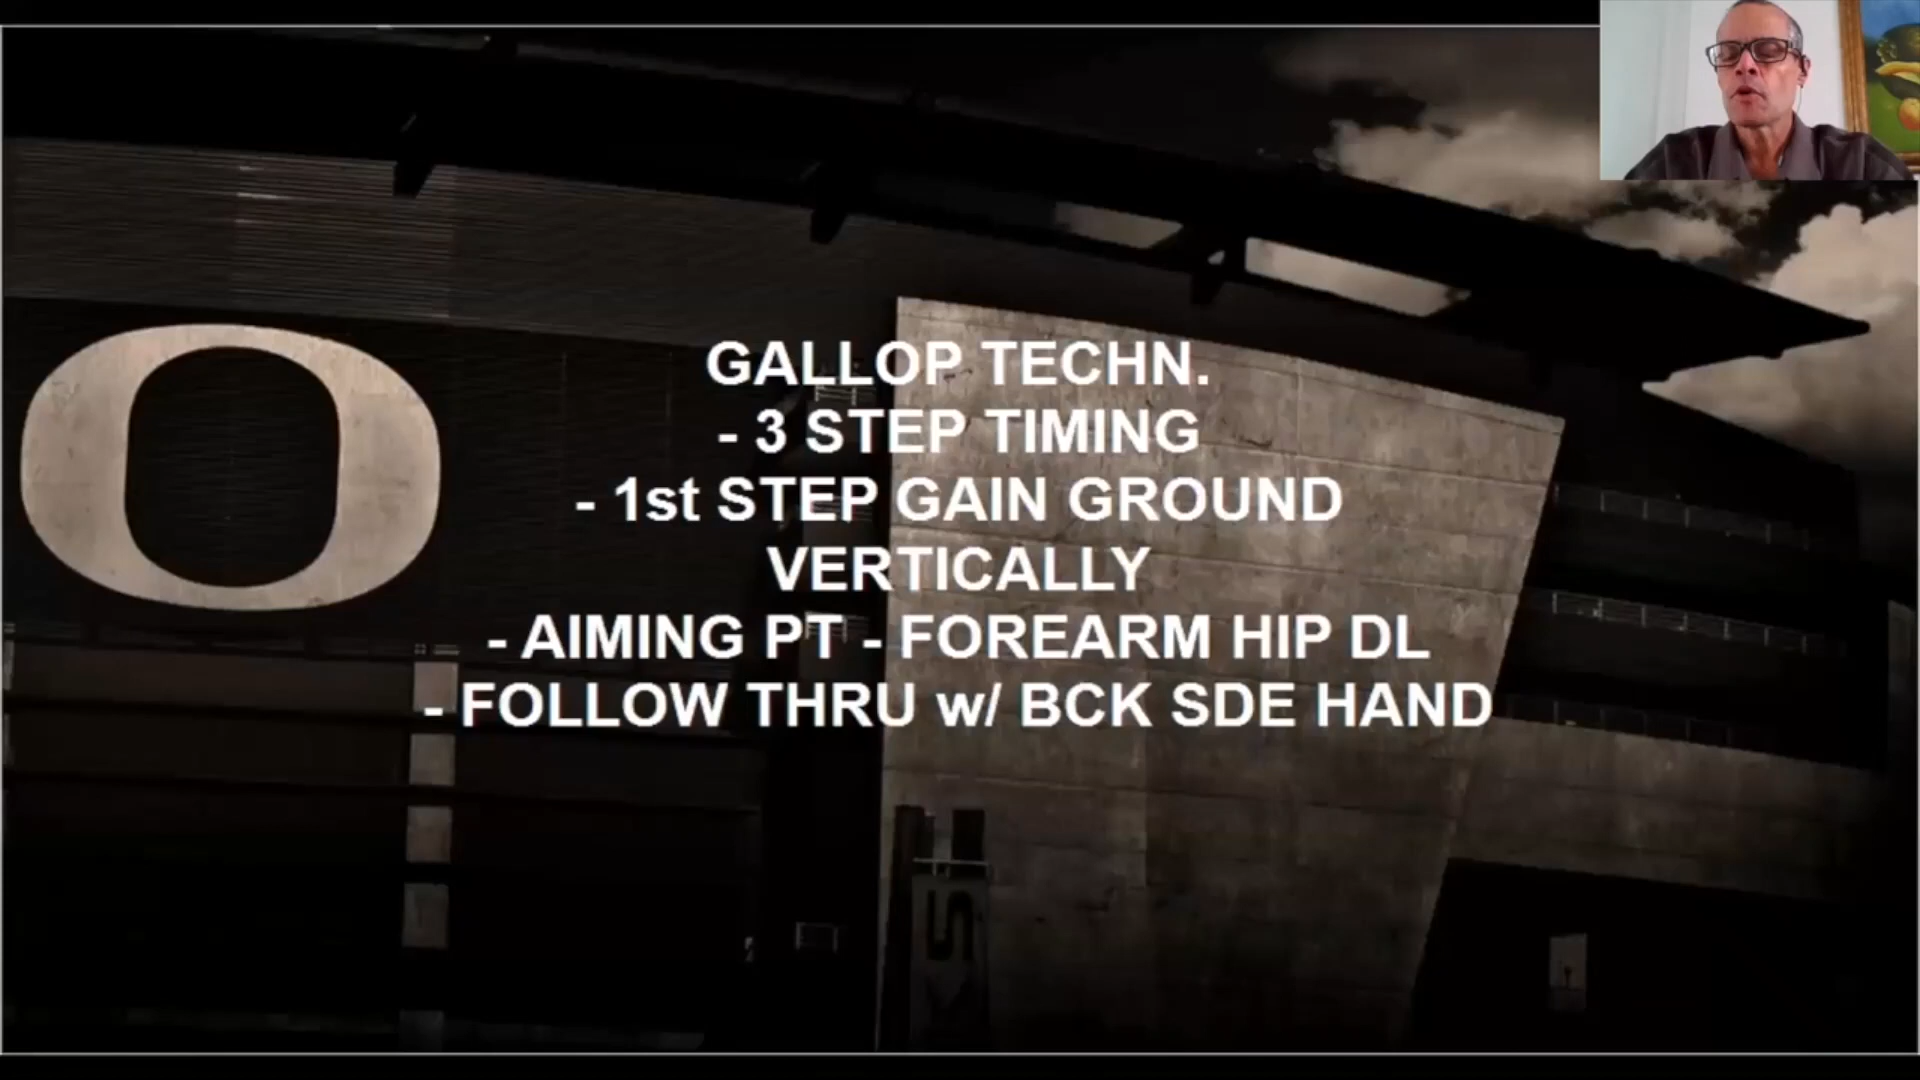 GALLOP TECHN.
- 3 STEP TIMING
- 1st STEP GAIN GROUND
VERTICALLY
- AIMING PT - FOREARM HIP DL
- FOLLOW THRU w/ BCK SDE HAND
O